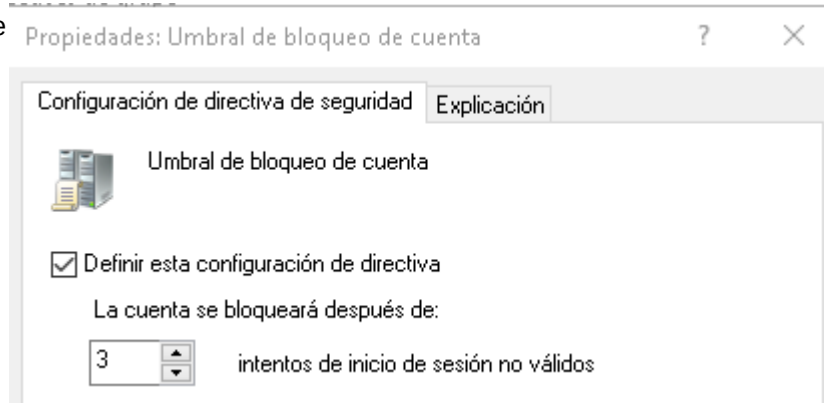 e
Propiedades: Umbral de bloqueo de cuenta ?
Configuración de directiva de seguridad Explicación
Umbral de bloqueo de cuenta
Definir esta configuración de directiva
La cuenta se bloqueará después de:
3 intentos de inicio de sesión no válidos